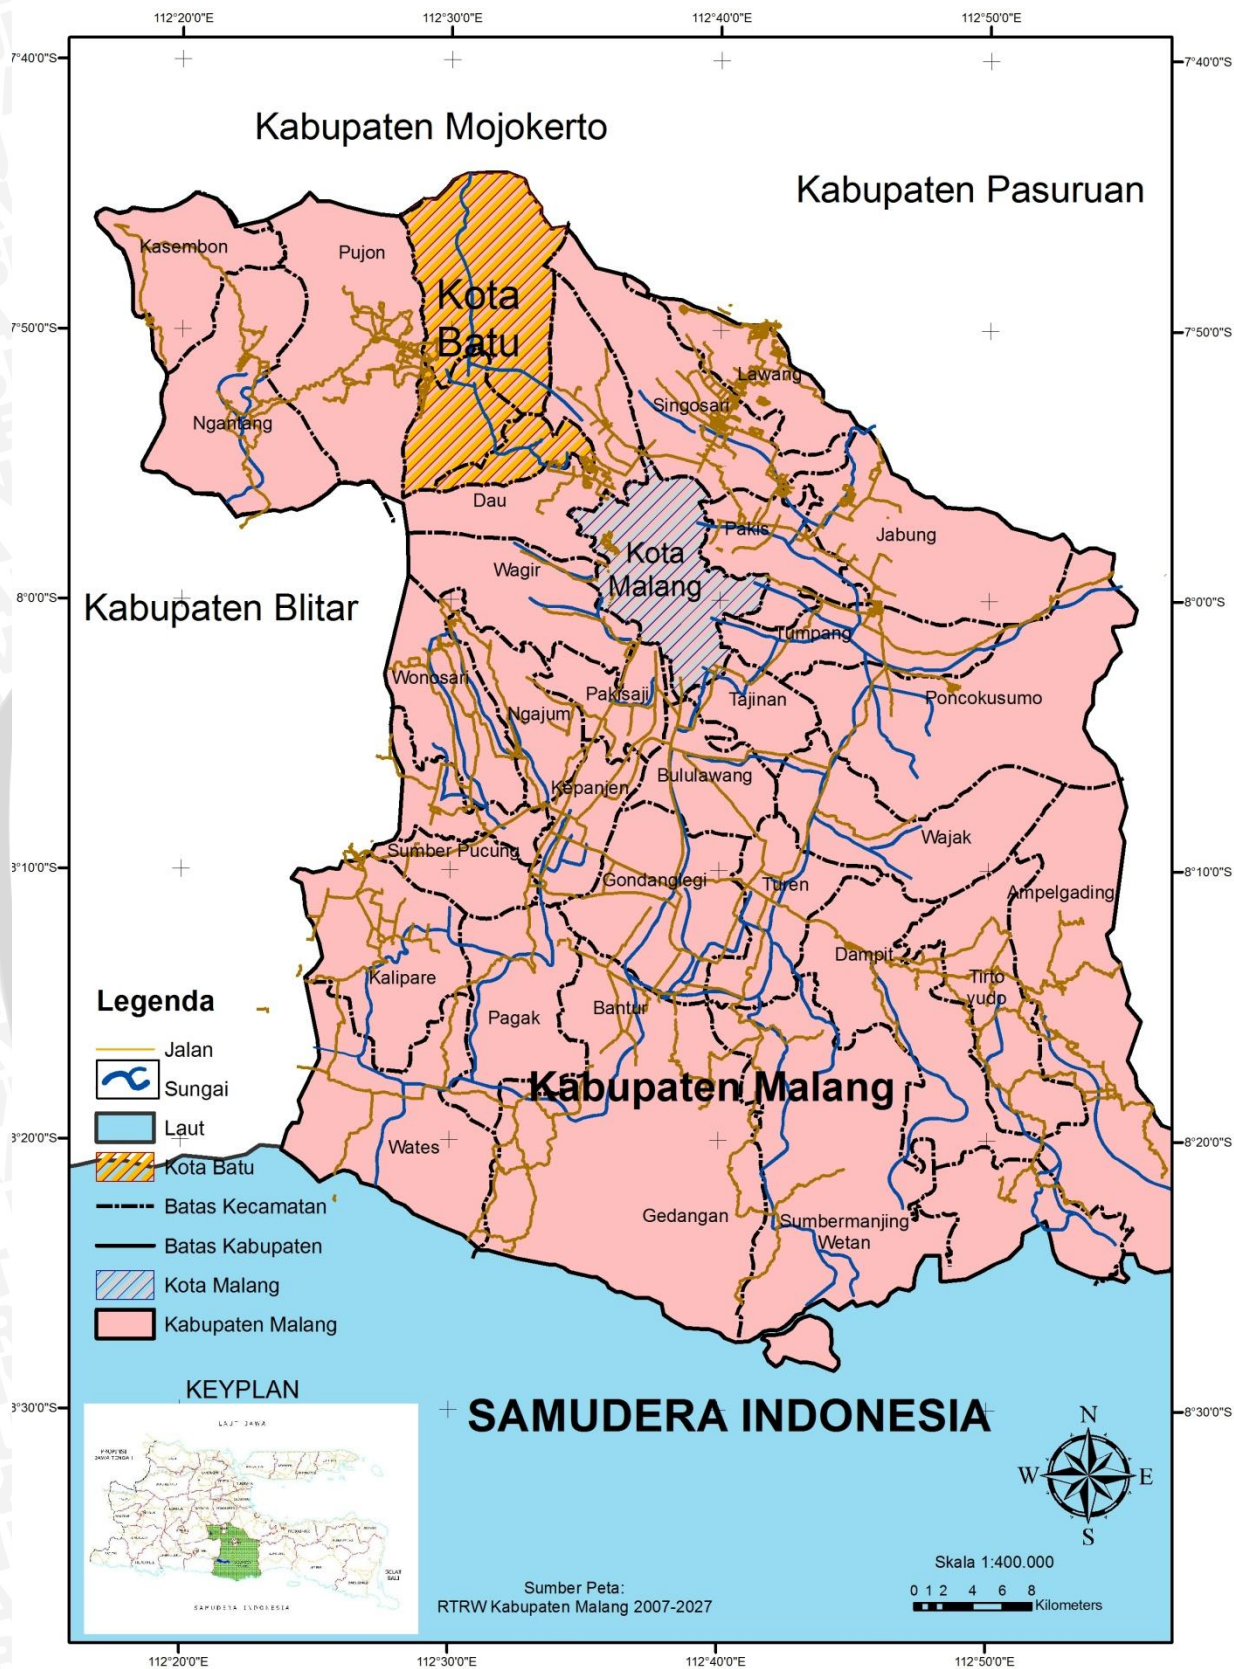 112°20'0"E 112°30'0"E 112°40'0"E 112°50'0"E
7°40'0"S 7°40'0"S
Kabupaten Mojokerto
Kabupaten Pasuruan
Kasembon
Pujon
Kota
Batu
7°50'0"S 7°50'0"S
Lawang
Singosari
Ngantang
Dau
Pakis
Jabung
Kota
Malang
Wagir
8°0'0"S 8°0'0"S
Kabupaten Blitar
Tumpang
Wonosari
Pakisaji
Tajinan
Poncokusumo
Ngajum
Bululawang
Kepanjen
Wajak
Sumber Pucung
8°10'0"S
Gondanglegi
Turen
Ampelgading
Dampit
Kalipare
Tirto
yudo
Bantur
Pagak
Kabupaten Malang
8°20'0"S
Wates
Gedangan
Sumbermanjing
Wetan
Legenda
Jalan
Sungai
Laut
Kota Batu
Batas Kecamatan
Batas Kabupaten
Kota Malang
Kabupaten Malang
KEYPLAN
LAUT JAWA
SAMUDERA INDONESIA
8°30'0"S
SAMUDERA INDONESIA
N
W E
S
Skala 1:400.000
0 1 2 4 6 8
Kilometers
Sumber Peta:
RTRW Kabupaten Malang 2007-2027
112°20'0"E 112°30'0"E 112°40'0"E 112°50'0"E